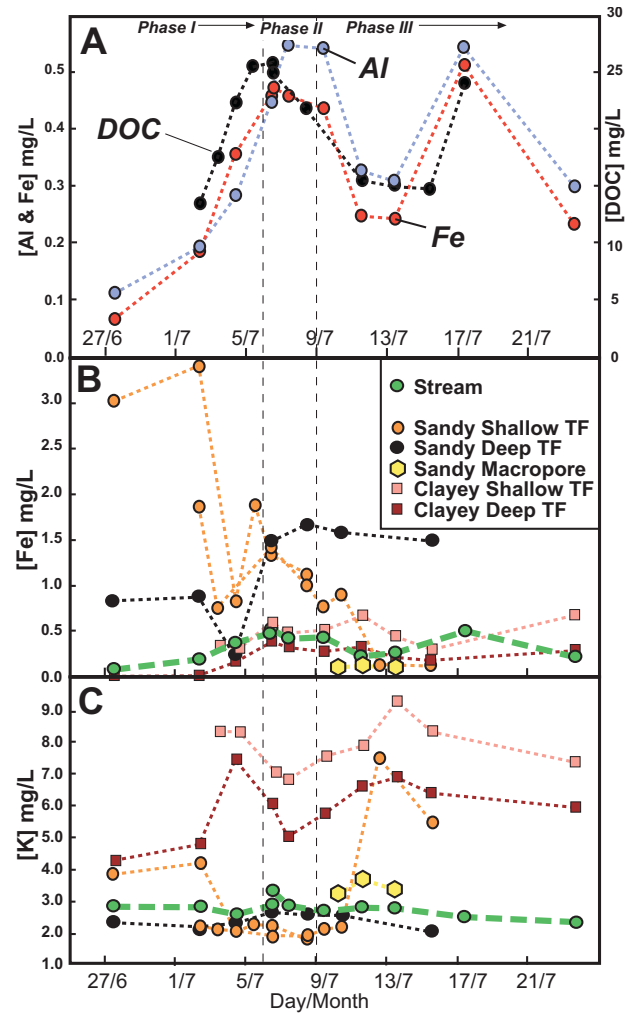 Phase I
Phase II
Phase III
A
Al
DOC
Fe
[Al & Fe] mg/L
0.5
0.4
0.3
0.2
0.1
0.0
[DOC] mg/L
30
25
20
15
10
5
0
27/6 1/7 5/7 9/7 13/7 17/7 21/7
B
[Fe] mg/L
3.0
2.5
2.0
1.5
1.0
0.5
0.0
Stream
Sandy Shallow TF
Sandy Deep TF
Sandy Macropore
Clayey Shallow TF
Clayey Deep TF
C
[K] mg/L
9.0
8.0
7.0
6.0
5.0
4.0
3.0
2.0
1.0
27/6 1/7 5/7 9/7 13/7 17/7 21/7
Day/Month